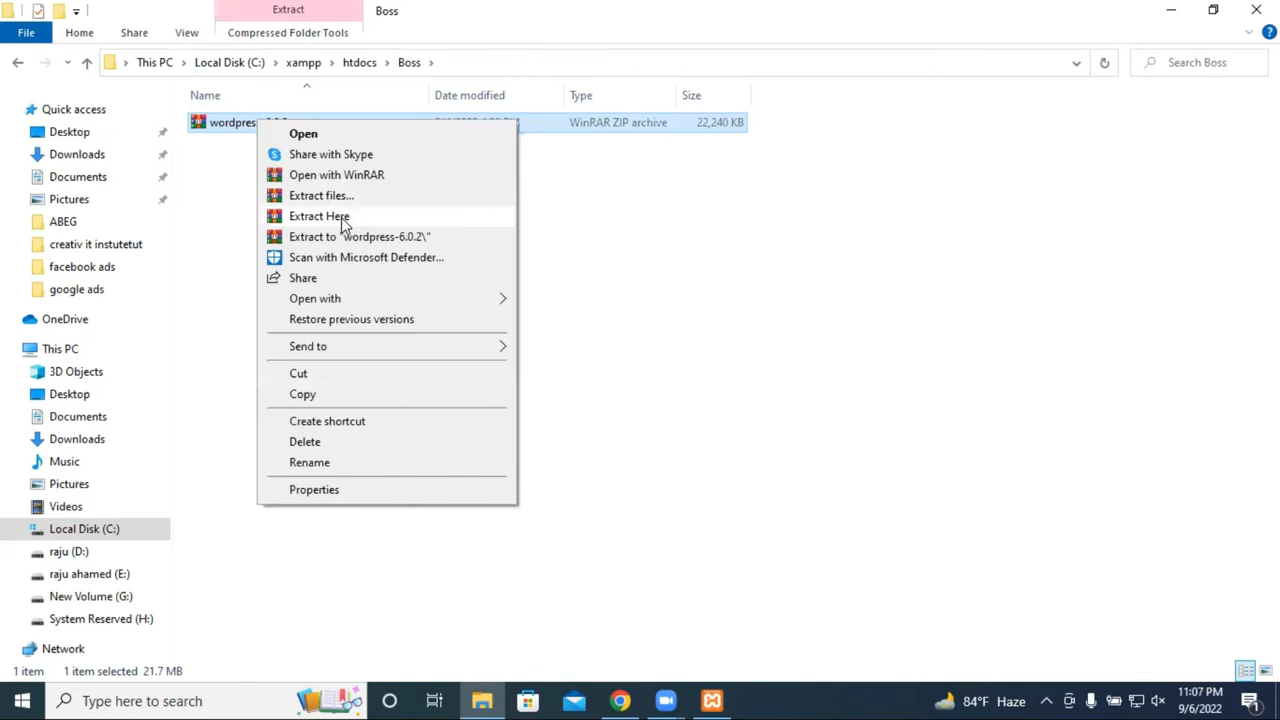 Extract
Boss
File
Home
Share
View
Compressed Folder Tools
This PC
Local Disk (C:)
xampp
htdocs
Boss
Search Boss
Name
Date modified
Type
Size
WinRAR ZIP archive
22,240 KB
Quick access
Desktop
Downloads
Documents
Pictures
ABEG
creativ it instutetut
facebook ads
google ads
OneDrive
This PC
3D Objects
Desktop
Documents
Downloads
Music
Pictures
Videos
Local Disk (C:)
raju (D:)
raju ahamed (E:)
New Volume (G:)
System Reserved (H:)
Network
Open
Share with Skype
Open with WinRAR
Extract files...
Extract Here
Extract to "wordpress-6.0.2\"
Scan with Microsoft Defender...
Share
Open with
Restore previous versions
Send to
Cut
Copy
Create shortcut
Delete
Rename
Properties
1 item
1 item selected 21.7 MB
Type here to search
84°F Haze
11:07 PM
9/6/2022
1